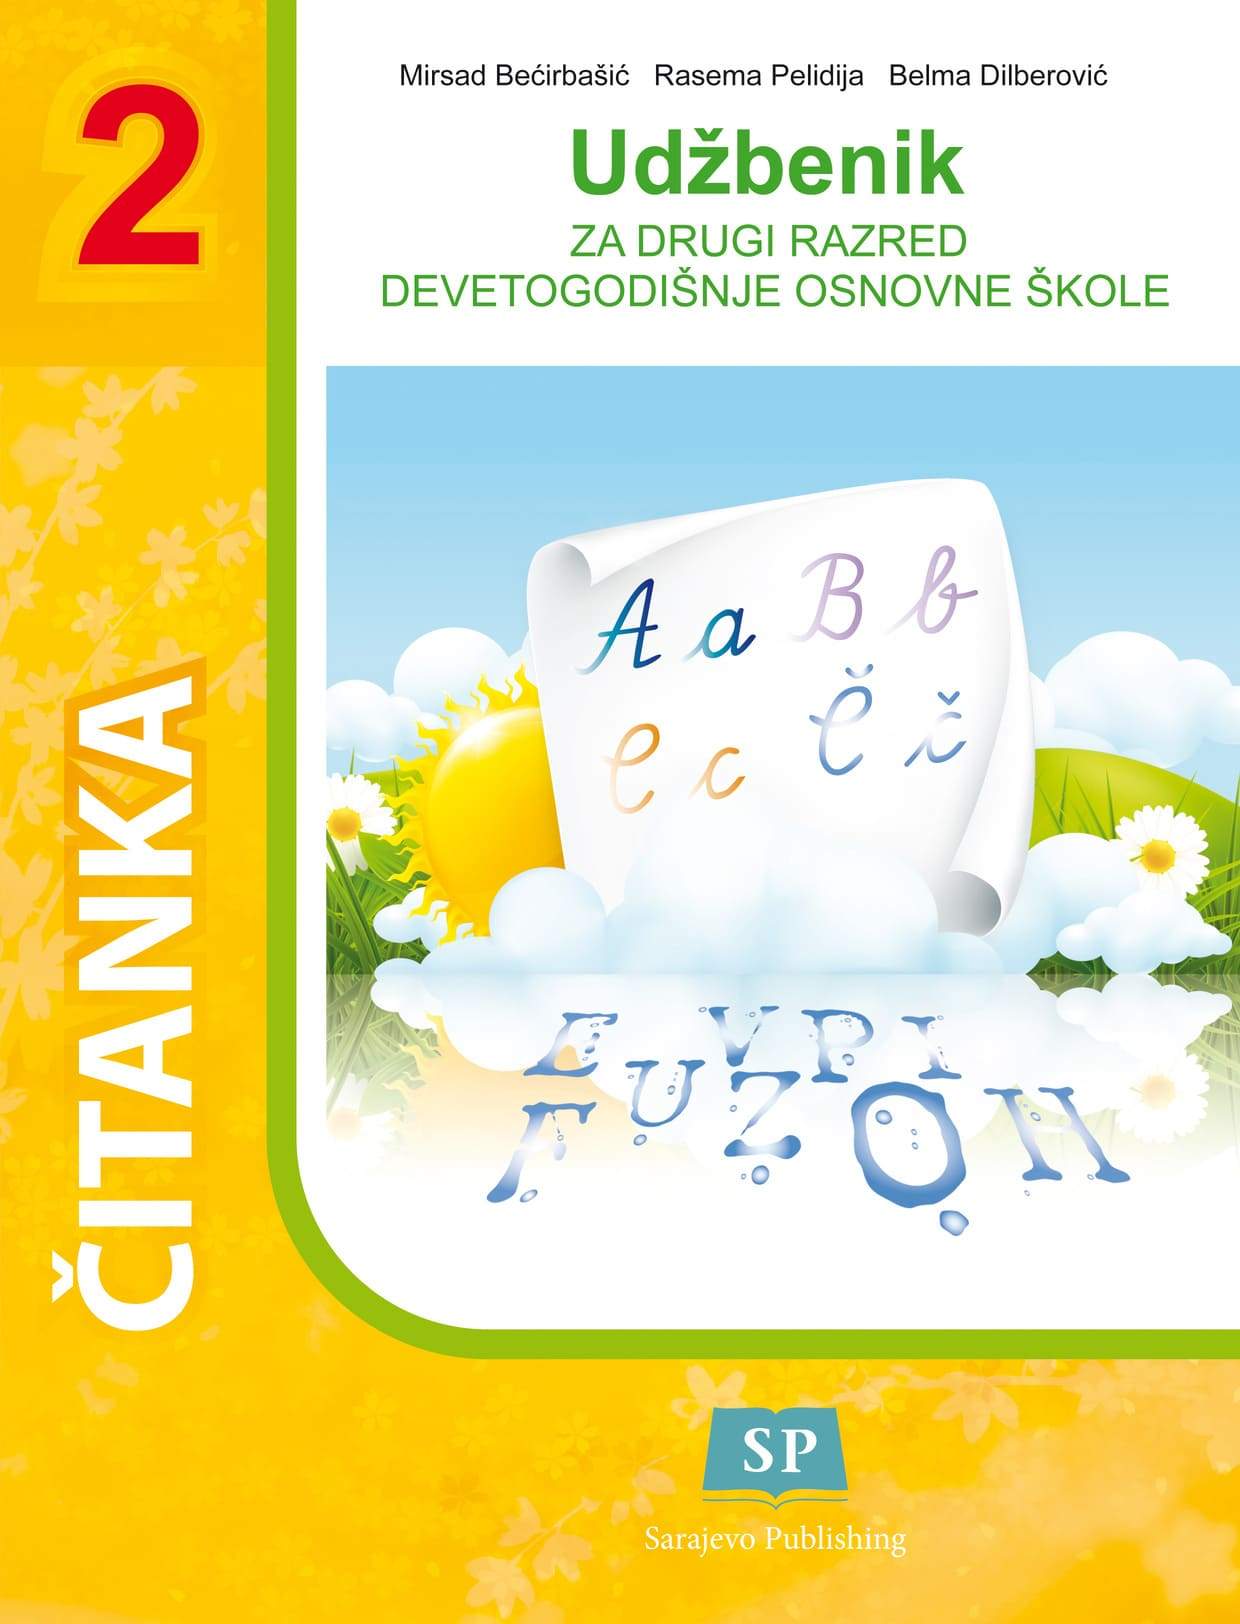 2
Mirsad Bećirbašić Rasema Pelidija Belma Dilberović
Udžbenik
ZA DRUGI RAZRED
DEVETOGODIŠNJE OSNOVNE ŠKOLE
ČITANKA
A a B b
C c Č č
E V P I
U Z
F O H
SP
Sarajevo Publishing